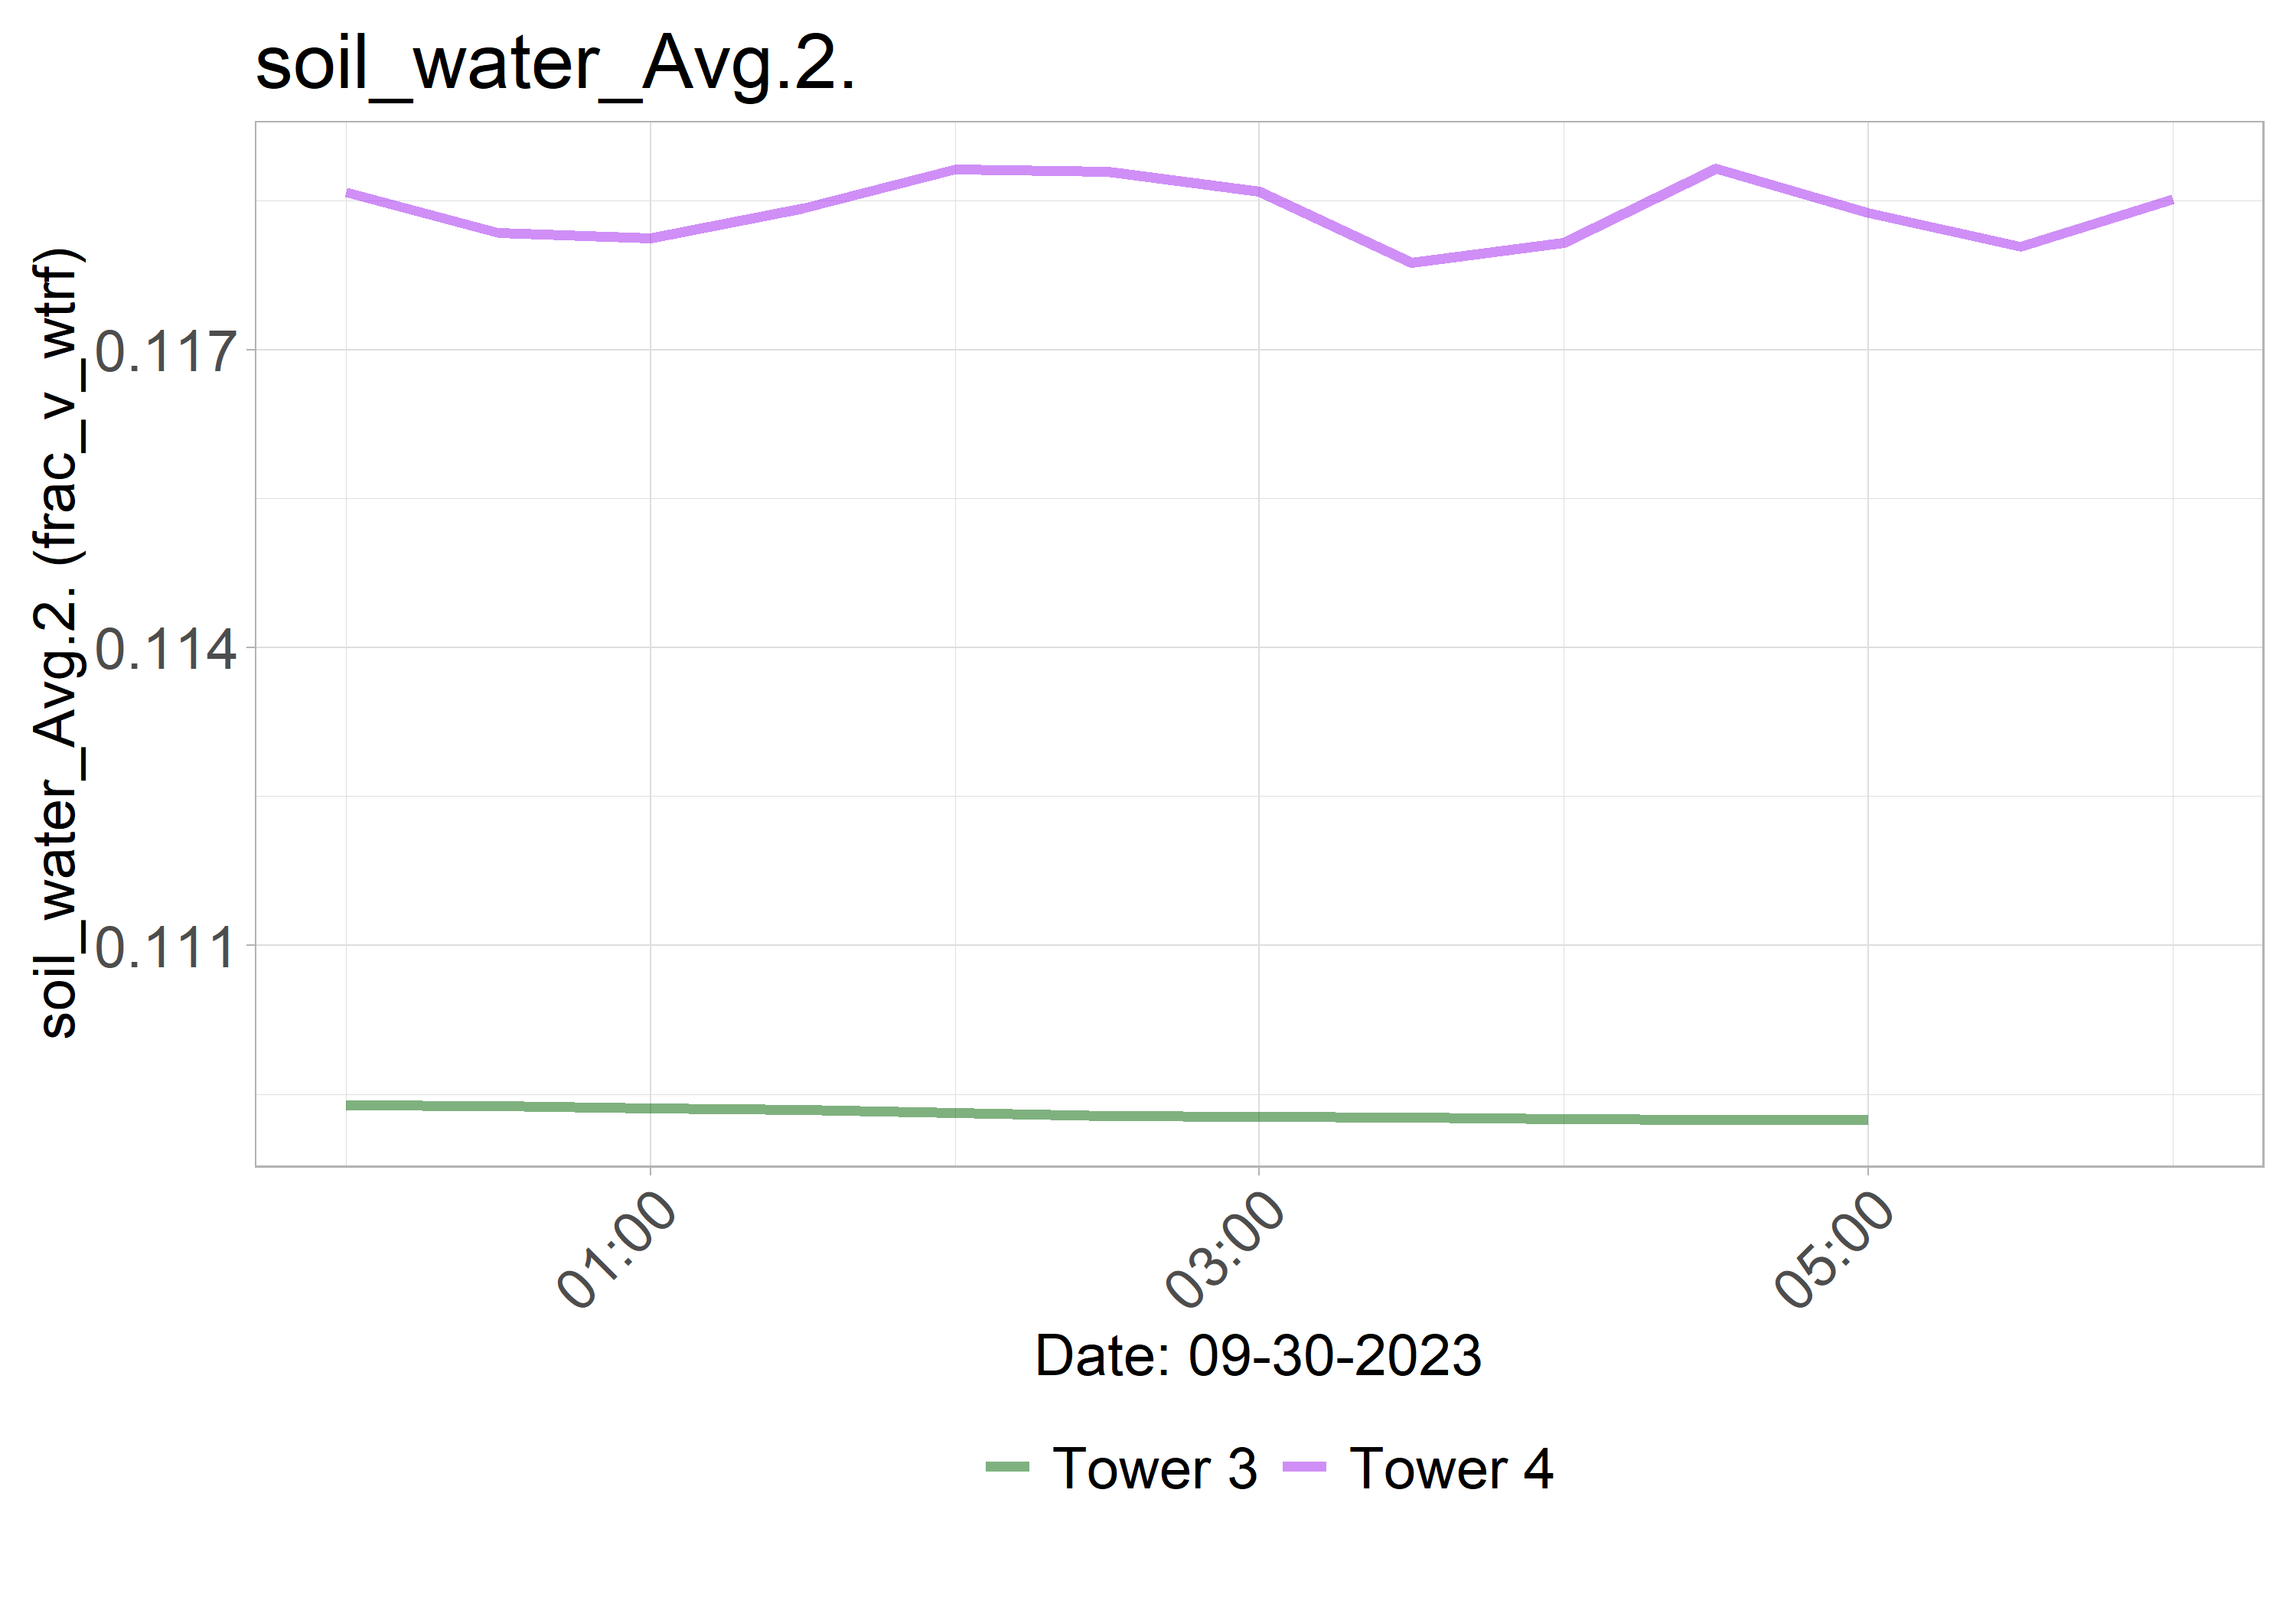 soil_water_Avg.2.
soil_water_Avg.2. (frac_v_wtrf)
0.117
0.114
0.111
01:00
03:00
05:00
Date: 09-30-2023
Tower 3
Tower 4